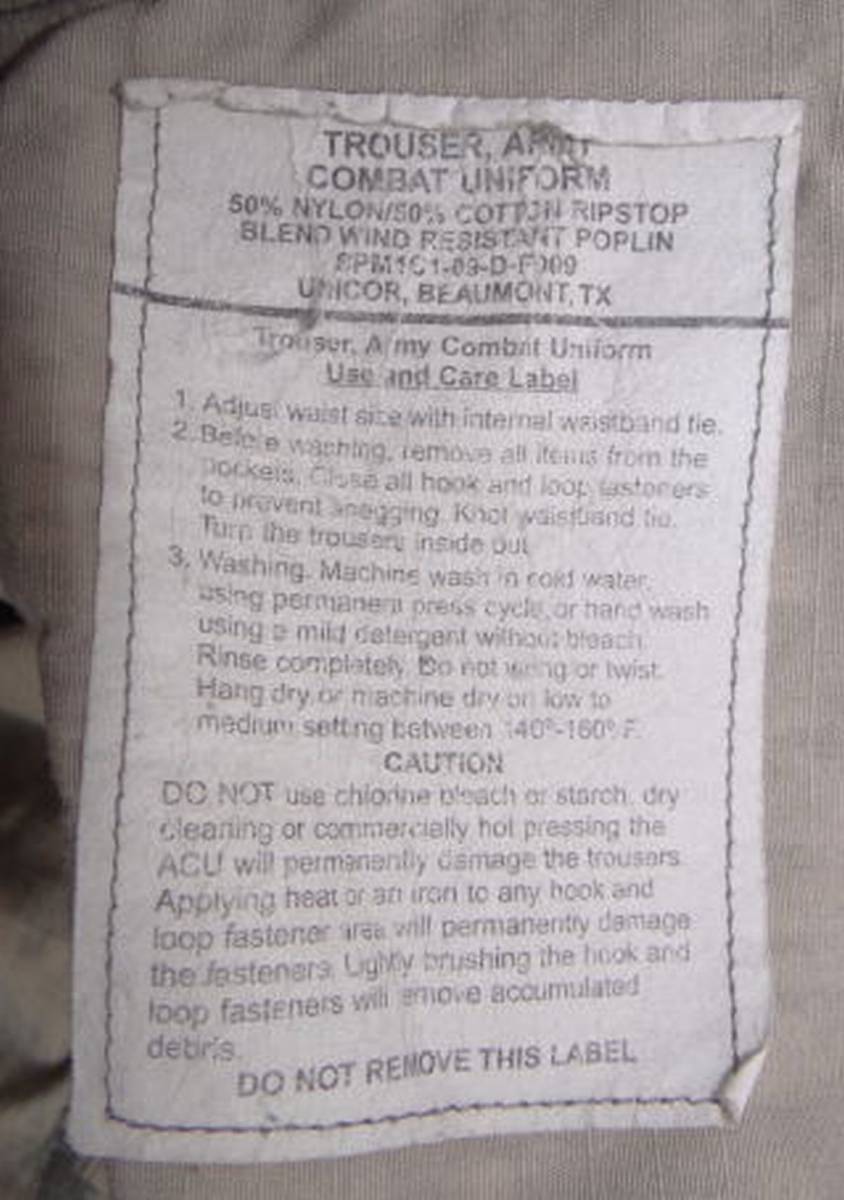 TROUSER, ARMY
COMBAT UNIFORM
50% NYLON/50% COTTON RIPSTOP
BLEND WIND RESISTANT POPLIN
SPM1C1-09-D-F009
UNICOR, BEAUMONT, TX
Trouser, Army Combat Uniform
Use and Care Label
1. Adjust waist size with internal waistband tie.
2. Before washing, remove all items from the
pockets. Close all hook and loop fasteners
to prevent snagging. Knot waistband tie.
Turn the trousers inside out
3. Washing. Machine wash in cold water,
using permanent press cycle, or hand wash
using a mild detergent without bleach.
Rinse completely. Do not wring or twist.
Hang dry or machine dry on low to
medium setting between 140°-160° F.
CAUTION
DO NOT use chlorine bleach or starch, dry
cleaning or commercially hot pressing the
ACU will permanently damage the trousers.
Applying heat or an iron to any hook and
loop fastener area will permanently damage
the fasteners. Lightly brushing the hook and
loop fasteners will remove accumulated
debris.
DO NOT REMOVE THIS LABEL